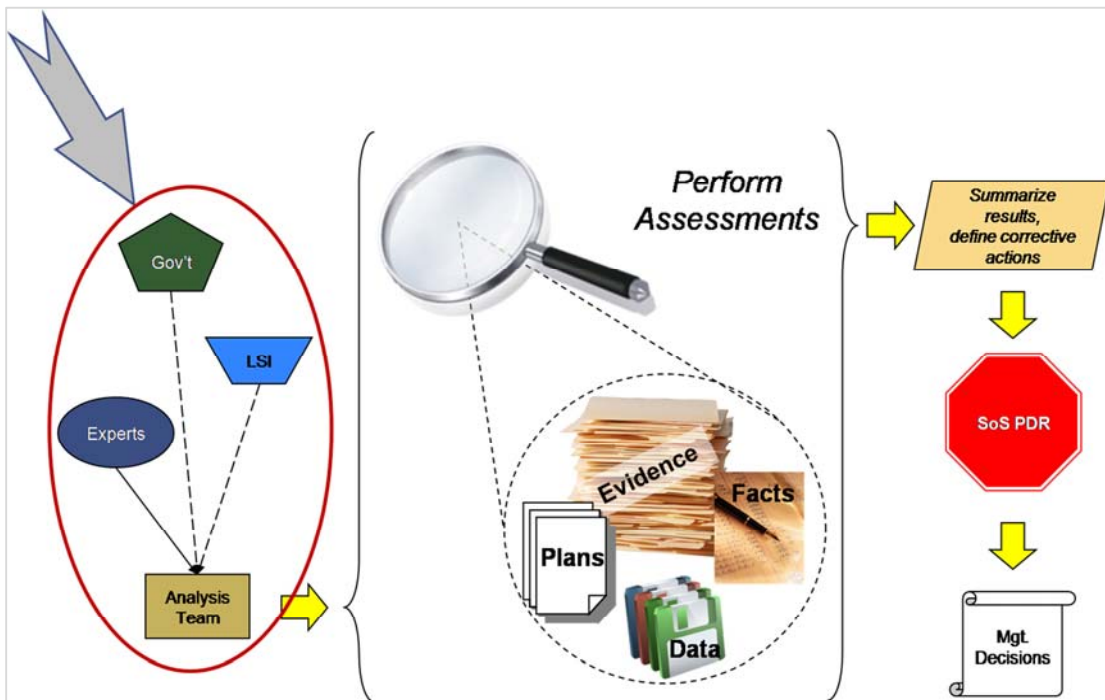 Gov't
LSI
Experts
Analysis
Team
Perform
Assessments
Evidence
Facts
Plans
Data
Summarize
results,
define corrective
actions
SoS PDR
Mgt.
Decisions